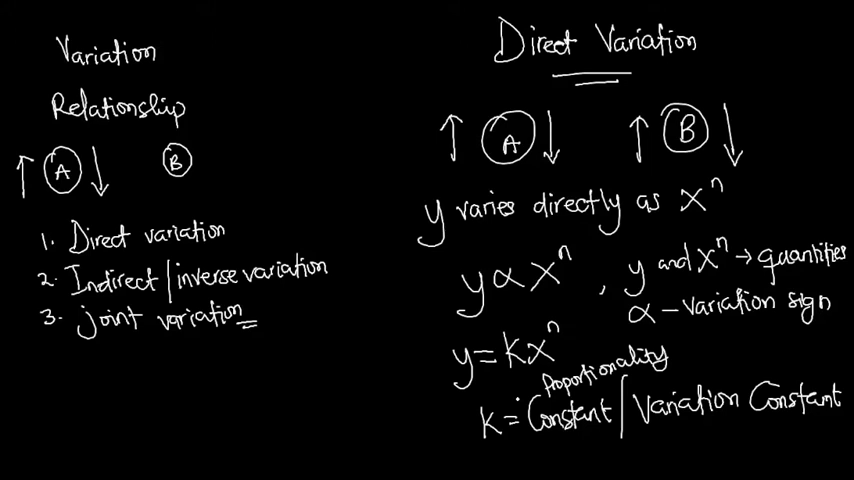 Variation
Relationship
↑ A ↓ B
1. Direct variation
2. Indirect | inverse variation
3. joint variation
Direct Variation
↑ A ↓ ↑ B ↓
y varies directly as xⁿ
y ∝ xⁿ , y and xⁿ → quantities
∝ – variation sign
y = kxⁿ
Proportionality
k = Constant | Variation Constant